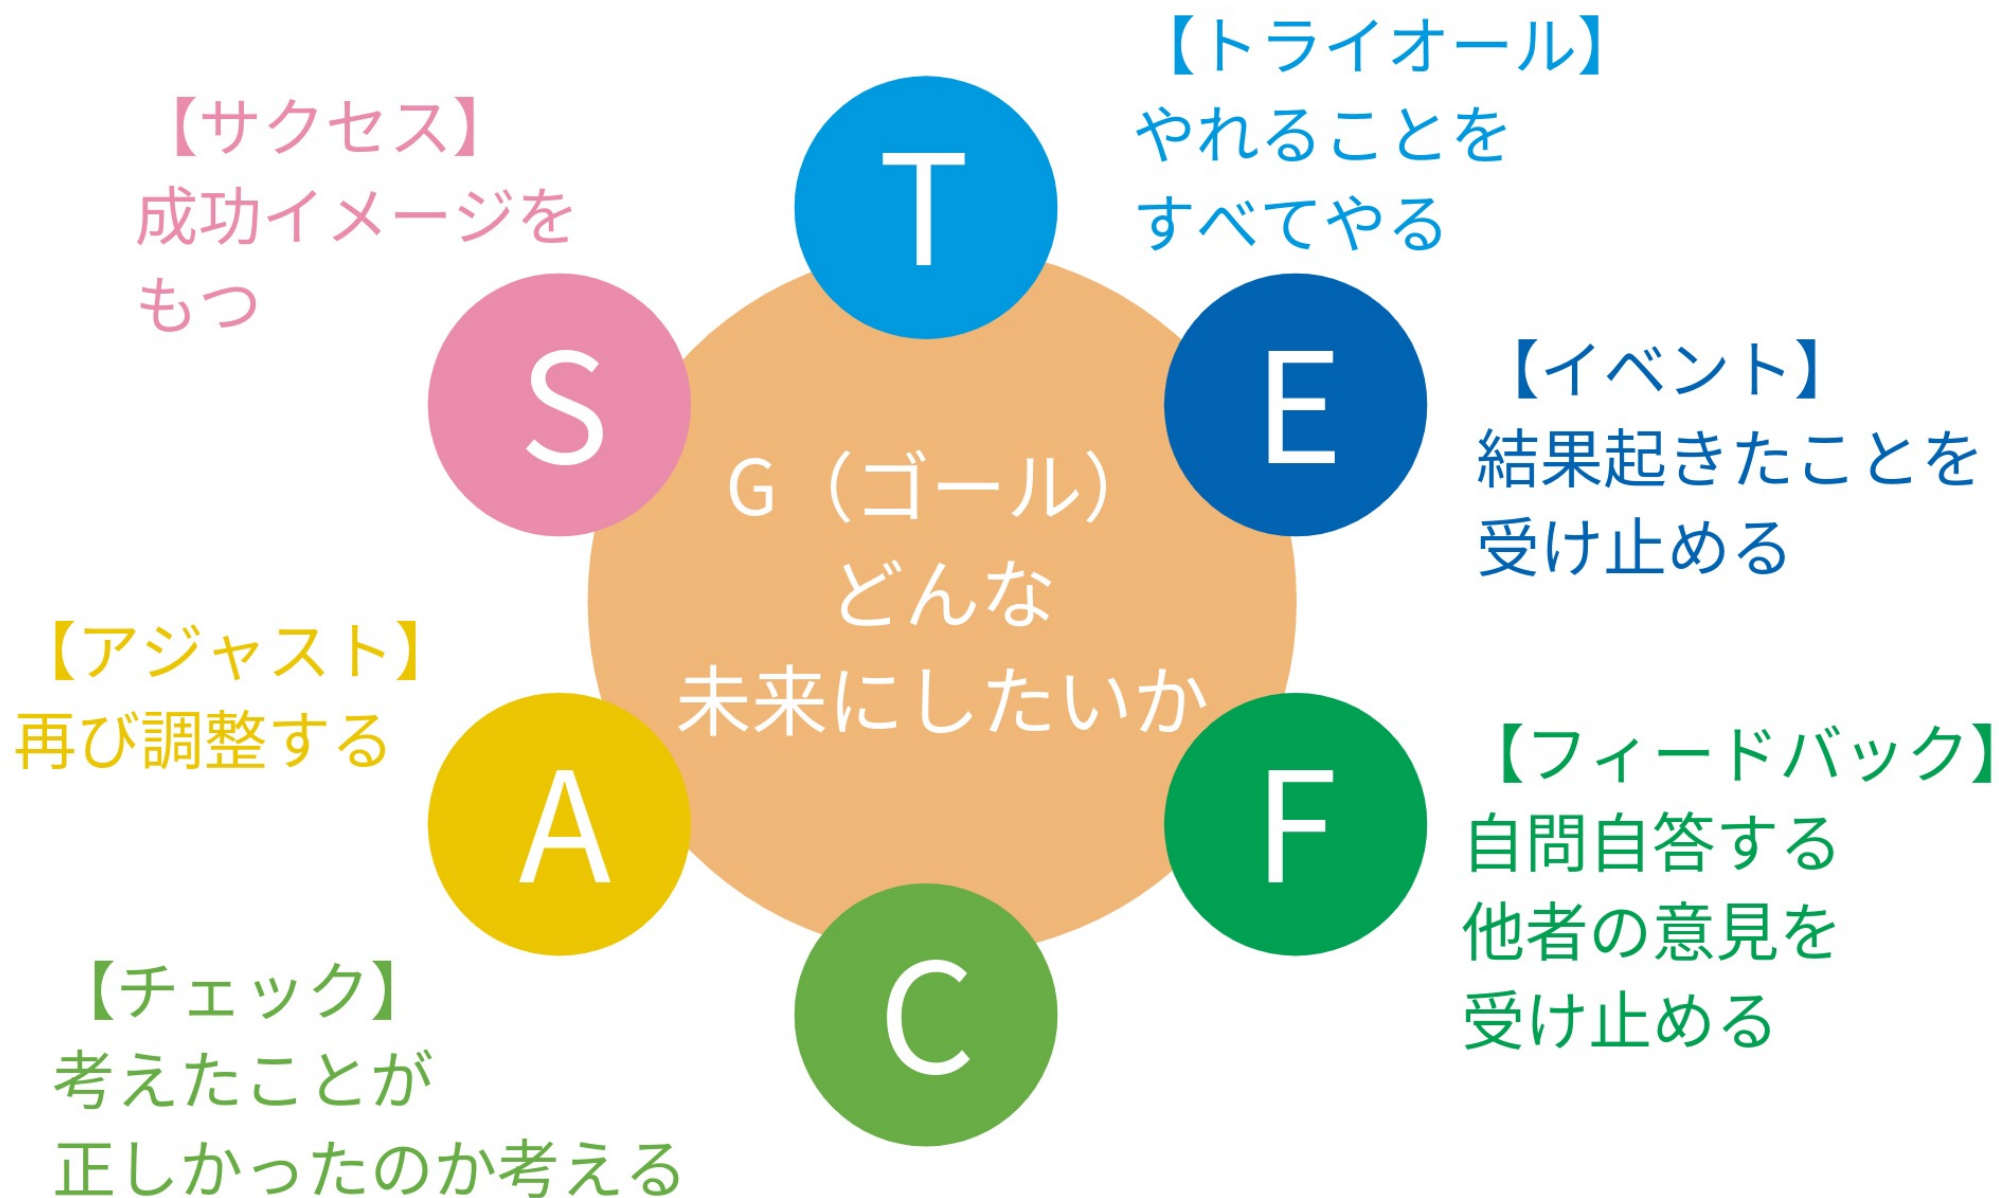 【トライオール】
やれることを
すべてやる
T
【サクセス】
成功イメージを
もつ
S
E
【イベント】
結果起きたことを
受け止める
G（ゴール）
どんな
未来にしたいか
【アジャスト】
再び調整する
A
F
【フィードバック】
自問自答する
他者の意見を
受け止める
C
【チェック】
考えたことが
正しかったのか考える